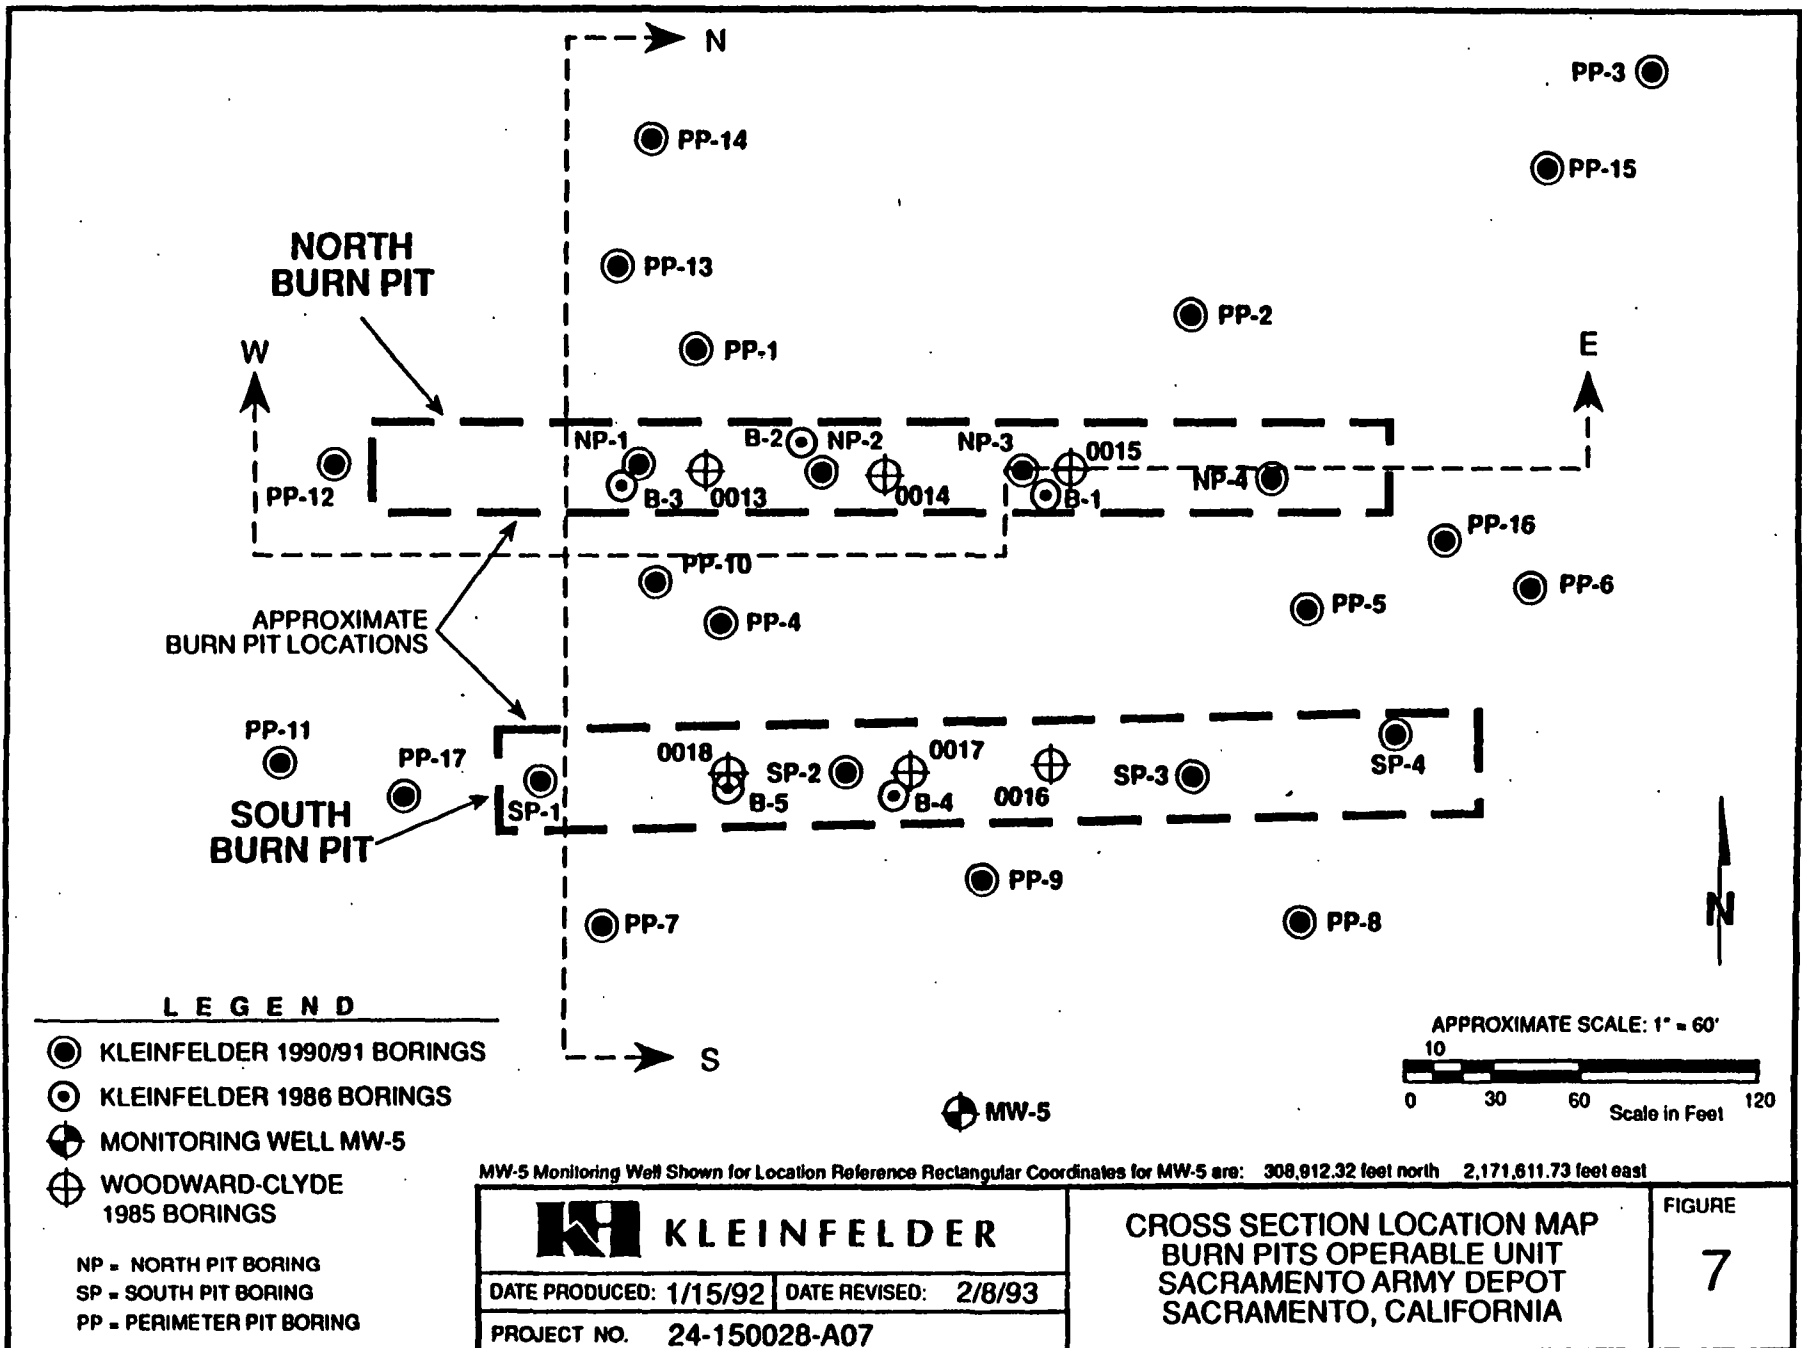 N
PP-3
PP-14
PP-15
NORTH
BURN PIT
PP-13
PP-2
W
PP-1
E
NP-1
B-2
NP-2
NP-3
0015
PP-12
B-3
0013
0014
B-1
NP-4
PP-16
PP-10
PP-6
APPROXIMATE
BURN PIT LOCATIONS
PP-4
PP-5
PP-11
PP-17
0018
SP-2
0017
SP-3
SP-4
SOUTH
BURN PIT
SP-1
B-5
B-4
0016
PP-9
PP-7
PP-8
N
S
MW-5
APPROXIMATE SCALE: 1" = 60'
10
0 30 60 120
Scale in Feet
LEGEND
KLEINFELDER 1990/91 BORINGS
KLEINFELDER 1986 BORINGS
MONITORING WELL MW-5
WOODWARD-CLYDE
1985 BORINGS
NP = NORTH PIT BORING
SP = SOUTH PIT BORING
PP = PERIMETER PIT BORING
MW-5 Monitoring Well Shown for Location Reference Rectangular Coordinates for MW-5 are: 308,912.32 feet north 2,171,611.73 feet east
KLEINFELDER
DATE PRODUCED: 1/15/92 DATE REVISED: 2/8/93
PROJECT NO. 24-150028-A07
CROSS SECTION LOCATION MAP
BURN PITS OPERABLE UNIT
SACRAMENTO ARMY DEPOT
SACRAMENTO, CALIFORNIA
FIGURE
7